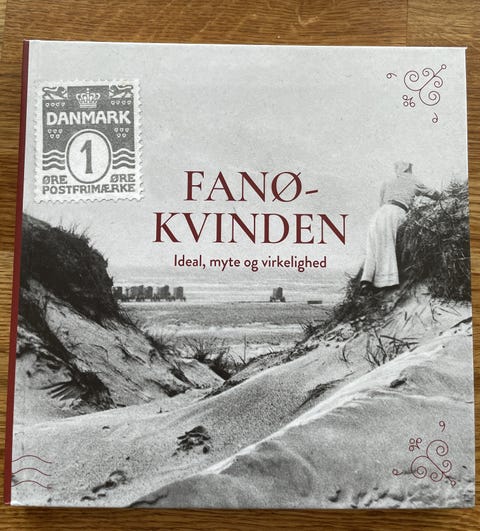 DANMARK
1
ØRE ØRE
POSTFRIMÆRKE
FANØ-
KVINDEN
Ideal, myte og virkelighed